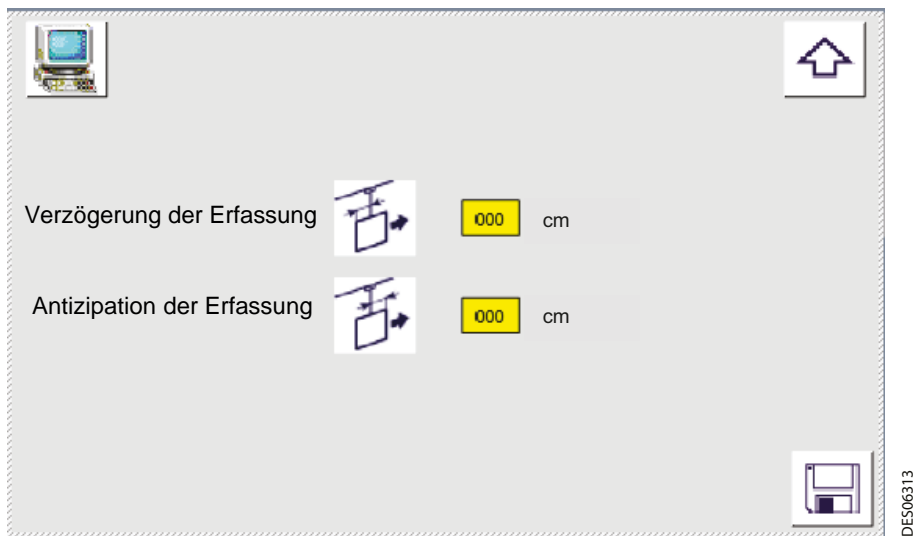 Verzögerung der Erfassung 000 cm
Antizipation der Erfassung 000 cm
DES06313